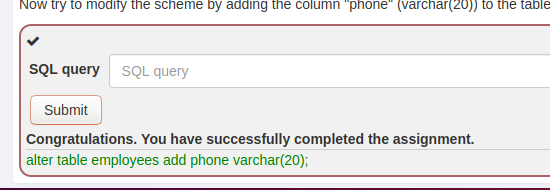 Now try to modify the scheme by adding the column "phone" (varchar(20)) to the table
SQL query
SQL query
Submit
Congratulations. You have successfully completed the assignment.
alter table employees add phone varchar(20);